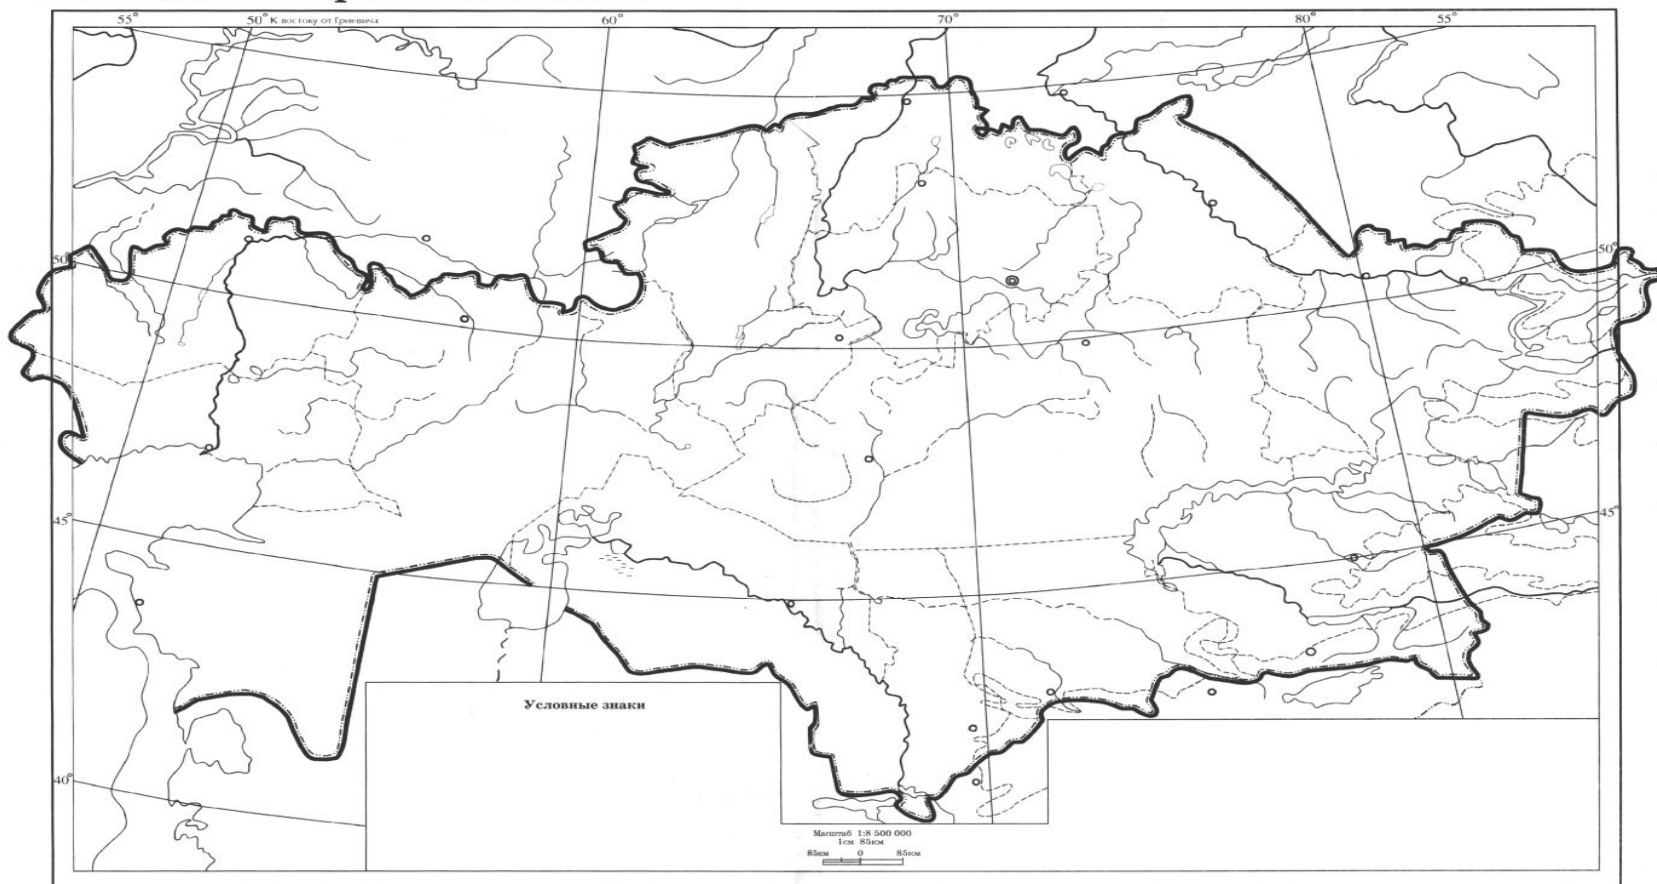 55° 50° К востоку от Гринвича 60° 70° 80° 55°
50° 50°
45° 45°
40°
Условные знаки
Масштаб 1:8 500 000
1см 85км
85км 0 85км